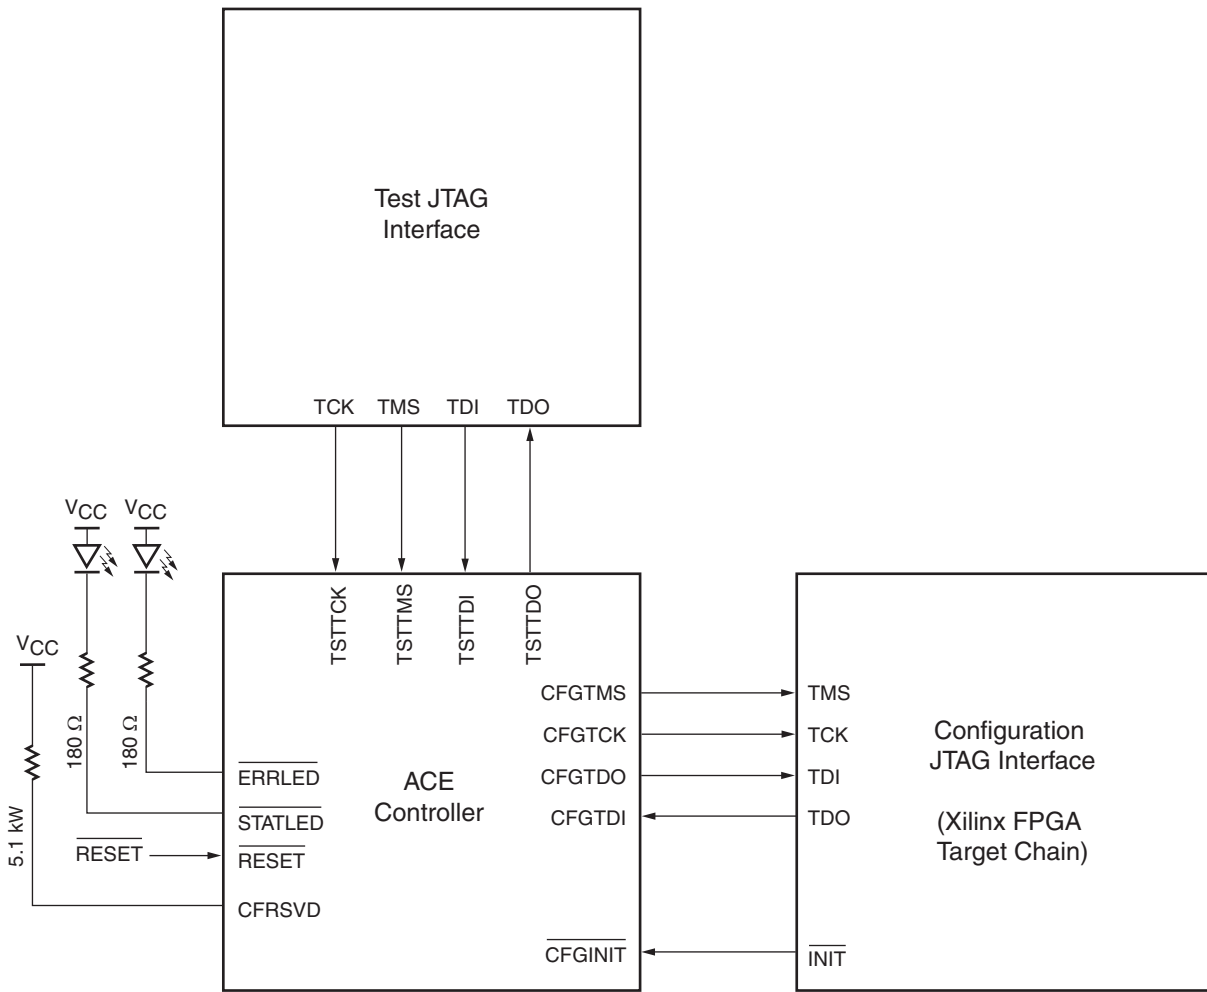 Test JTAG
Interface
TCK TMS TDI TDO
VCC VCC
VCC
180 Ω 180 Ω
5.1 kW
TSTTCK TSTTMS TSTTDI TSTTDO
CFGTMS
CFGTCK
CFGTDO
CFGTDI
CFGINIT
ERRLED
STATLED
RESET RESET
CFRSVD
ACE
Controller
TMS
TCK
TDI
TDO
INIT
Configuration
JTAG Interface
(Xilinx FPGA
Target Chain)